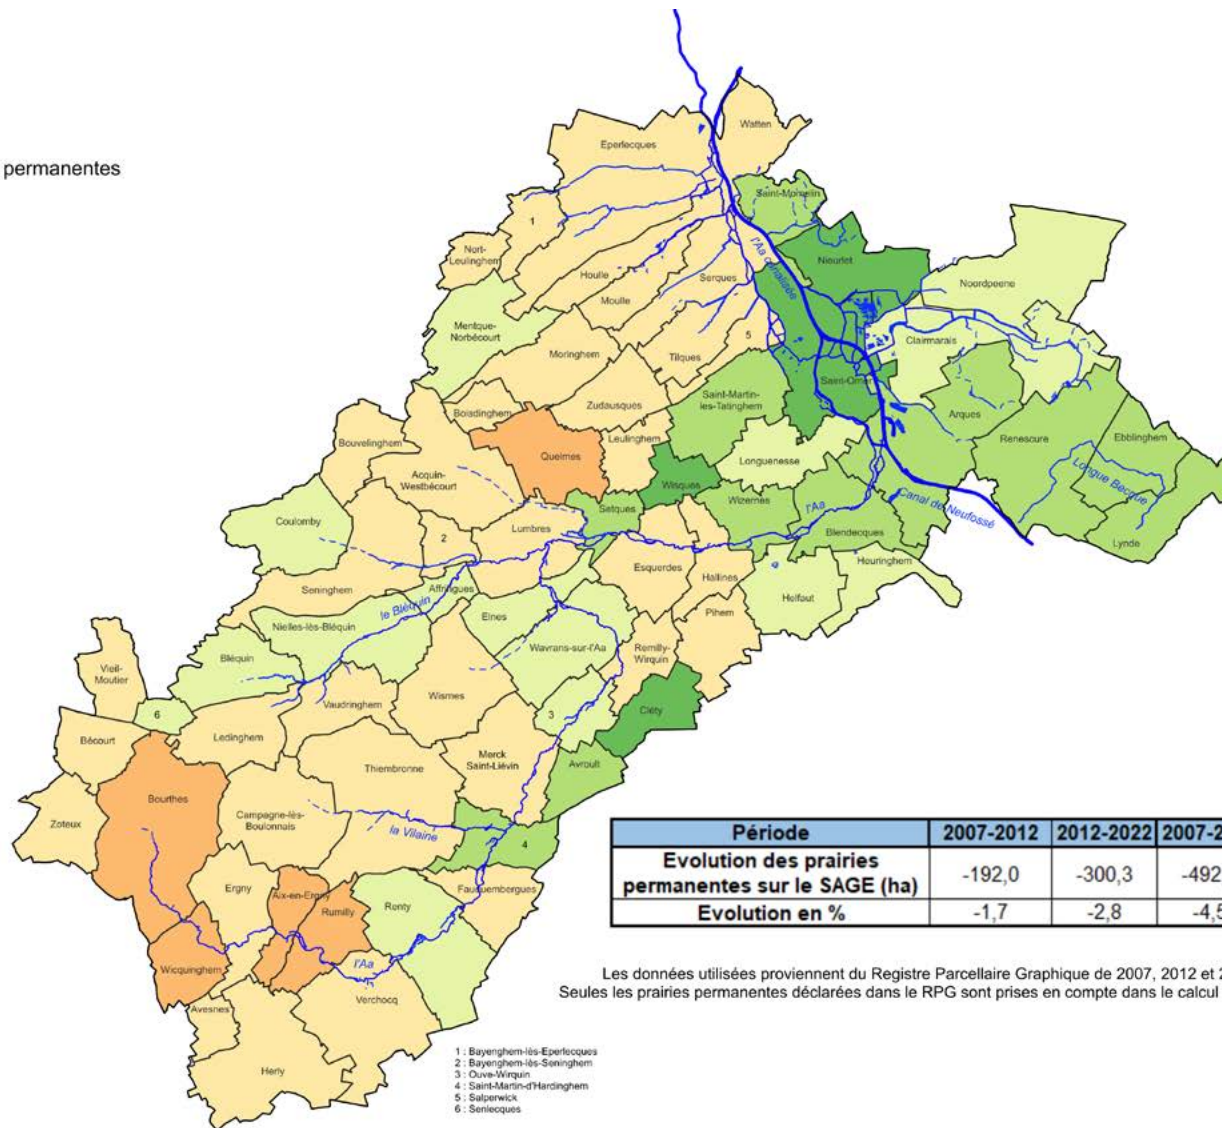 permanentes
Watten
Eperlecques
Saint-Momelin
1
Nort-
Leulinghem
Houlle
Moulle
Serques
l'Aa canalisée
Nieurlet
Noordpeene
Mentque-
Norbécourt
Moringhem
Tilques
5
Clairmarais
Saint-Omer
Boisdinghem
Zudausques
Saint-Martin-
les-Tatinghem
Arques
Bouvelinghem
Leulinghem
Renescure
Ebblinghem
Quelmes
Longuenesse
Longue Becque
Acquin-
Westbécourt
Wisques
Wizernes
Canal de Neufossé
Coulomby
Setques
l'Aa
Lumbres
2
Blendecques
Lynde
Esquerdes
Hallines
Heuringhem
Seninghem
Affringues
Helfaut
le Bléquin
Elnes
Pihem
Nielles-lès-Bléquin
Wavrans-sur-l'Aa
Remilly-
Wirquin
Bléquin
Vieil-
Moutier
Wismes
Vaudringhem
Cléty
6
3
Bécourt
Ledinghem
Merck
Saint-Liévin
Avroult
Thiembronne
Bourthes
Campagne-lès-
Boulonnais
Zoteux
la Vilaine
4
Ergny
Aix-en-Ergny
Rumilly
Renty
Fauquembergues
Wicquinghem
l'Aa
Verchocq
Avesnes
Herly
Période 2007-2012 2012-2022 2007-2
Evolution des prairies
permanentes sur le SAGE (ha) -192,0 -300,3 -492
Evolution en % -1,7 -2,8 -4,5
Les données utilisées proviennent du Registre Parcellaire Graphique de 2007, 2012 et 2
Seules les prairies permanentes déclarées dans le RPG sont prises en compte dans le calcul
1 : Bayenghem-lès-Eperlecques
2 : Bayenghem-lès-Seninghem
3 : Ouve-Wirquin
4 : Saint-Martin-d'Hardinghem
5 : Salperwick
6 : Senlecques